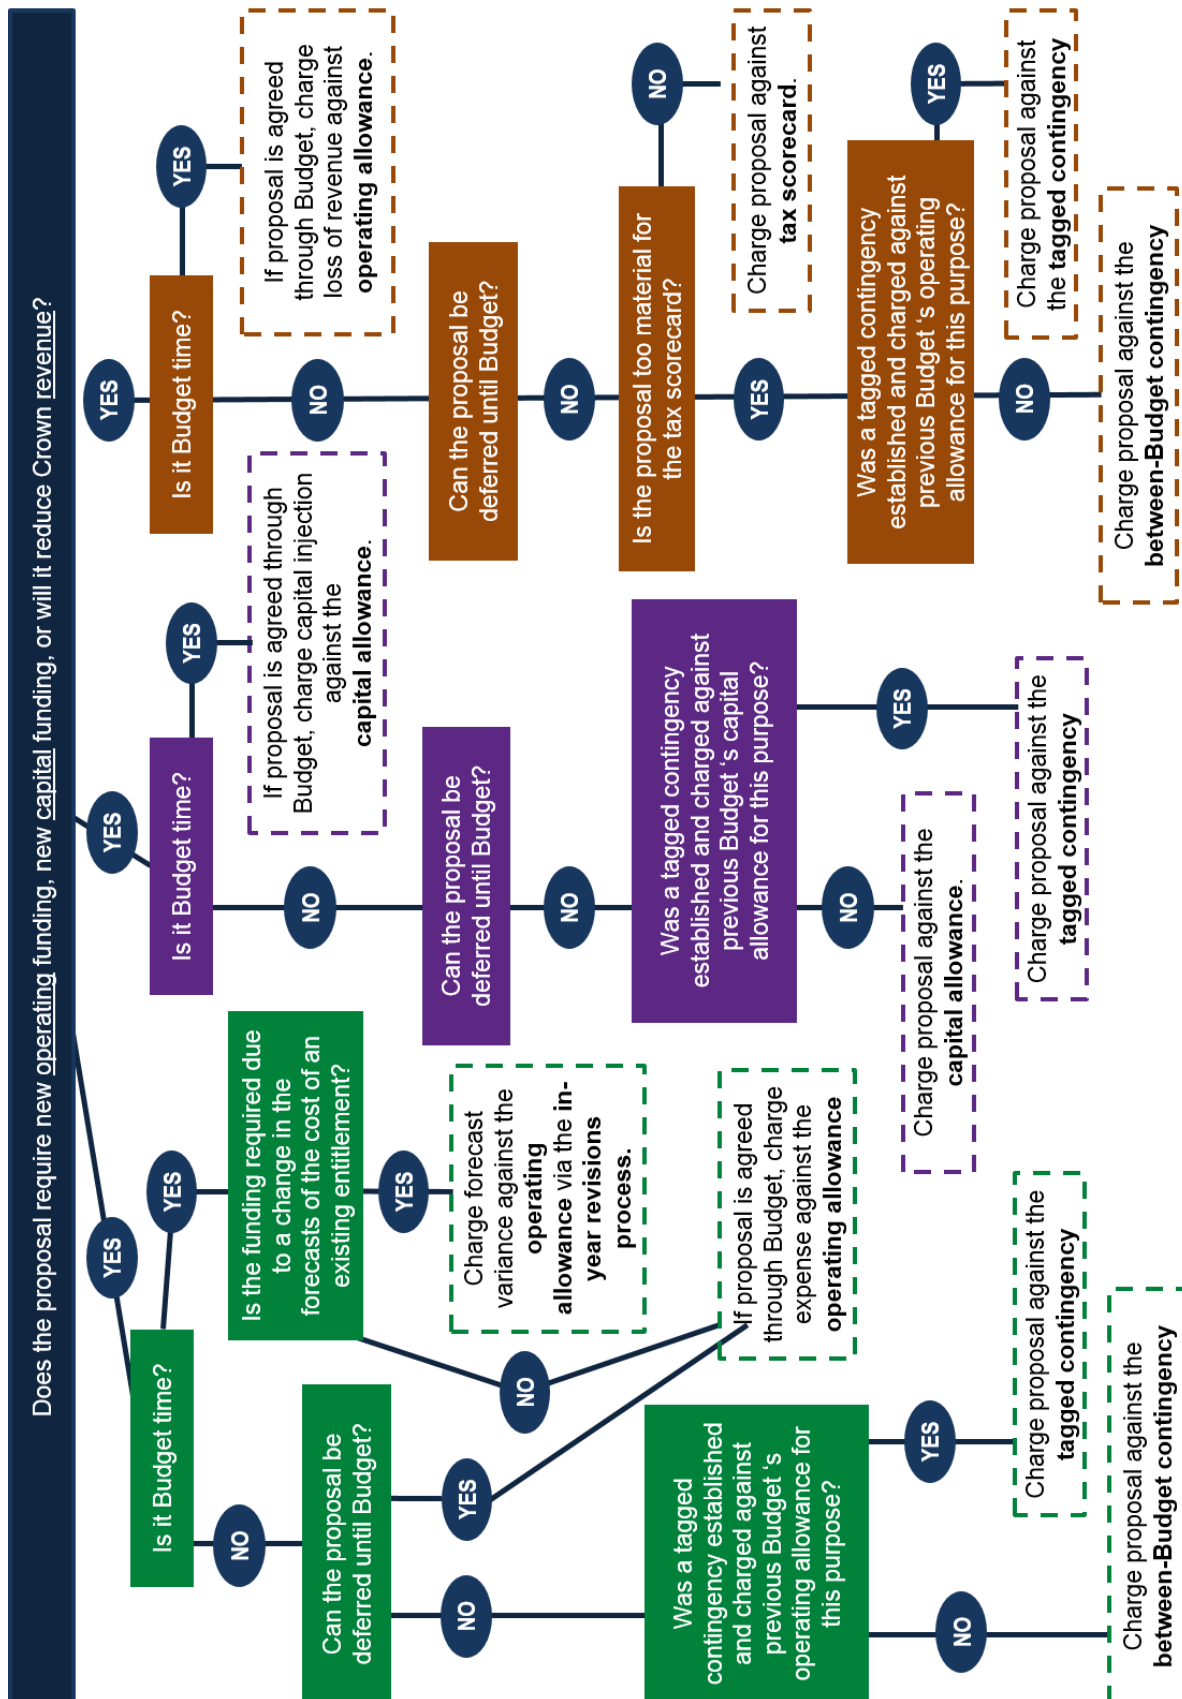 Does the proposal require new operating funding, new capital funding, or will it reduce Crown revenue?
YES
Is it Budget time?
YES
Is the funding required due
to a change in the
forecasts of the cost of an
existing entitlement?
YES
Charge forecast
variance against the
operating
allowance via the in-
year revisions
process.
NO
If proposal is agreed
through Budget, charge
expense against the
operating allowance
NO
Can the proposal be
deferred until Budget?
YES
NO
Was a tagged
contingency established
and charged against
previous Budget ‘s
operating allowance for
this purpose?
YES
Charge proposal against the
tagged contingency
NO
Charge proposal against the
between-Budget contingency
YES
Is it Budget time?
YES
If proposal is agreed through
Budget, charge capital injection
against the
capital allowance.
NO
Can the proposal be
deferred until Budget?
NO
Was a tagged contingency
established and charged against
previous Budget ‘s capital
allowance for this purpose?
NO
Charge proposal against the
capital allowance.
YES
Charge proposal against the
tagged contingency
YES
Is it Budget time?
YES
If proposal is agreed
through Budget, charge
loss of revenue against
operating allowance.
NO
Can the proposal be
deferred until Budget?
NO
Is the proposal too material for
the tax scorecard?
NO
Charge proposal against
tax scorecard.
YES
Was a tagged contingency
established and charged against
previous Budget ‘s operating
allowance for this purpose?
YES
Charge proposal against
the tagged contingency
NO
Charge proposal against the
between-Budget contingency